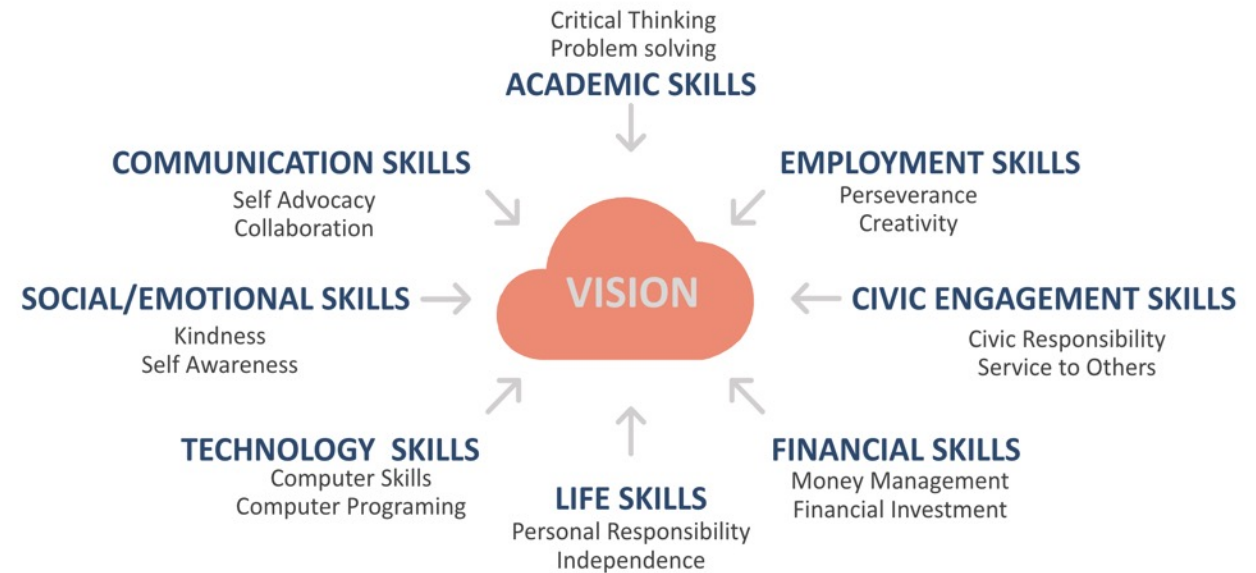 Critical Thinking
Problem solving
ACADEMIC SKILLS
COMMUNICATION SKILLS
Self Advocacy
Collaboration
EMPLOYMENT SKILLS
Perseverance
Creativity
VISION
SOCIAL/EMOTIONAL SKILLS
Kindness
Self Awareness
CIVIC ENGAGEMENT SKILLS
Civic Responsibility
Service to Others
TECHNOLOGY SKILLS
Computer Skills
Computer Programing
LIFE SKILLS
Personal Responsibility
Independence
FINANCIAL SKILLS
Money Management
Financial Investment